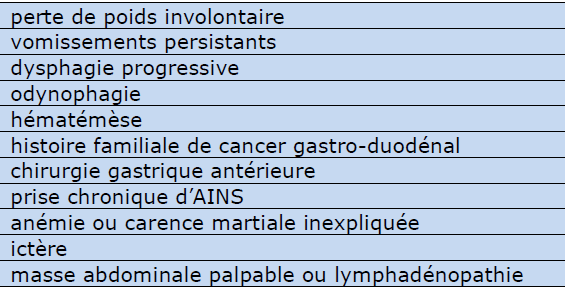 perte de poids involontaire
vomissements persistants
dysphagie progressive
odynophagie
hématémèse
histoire familiale de cancer gastro-duodénal
chirurgie gastrique antérieure
prise chronique d’AINS
anémie ou carence martiale inexpliquée
ictère
masse abdominale palpable ou lymphadénopathie